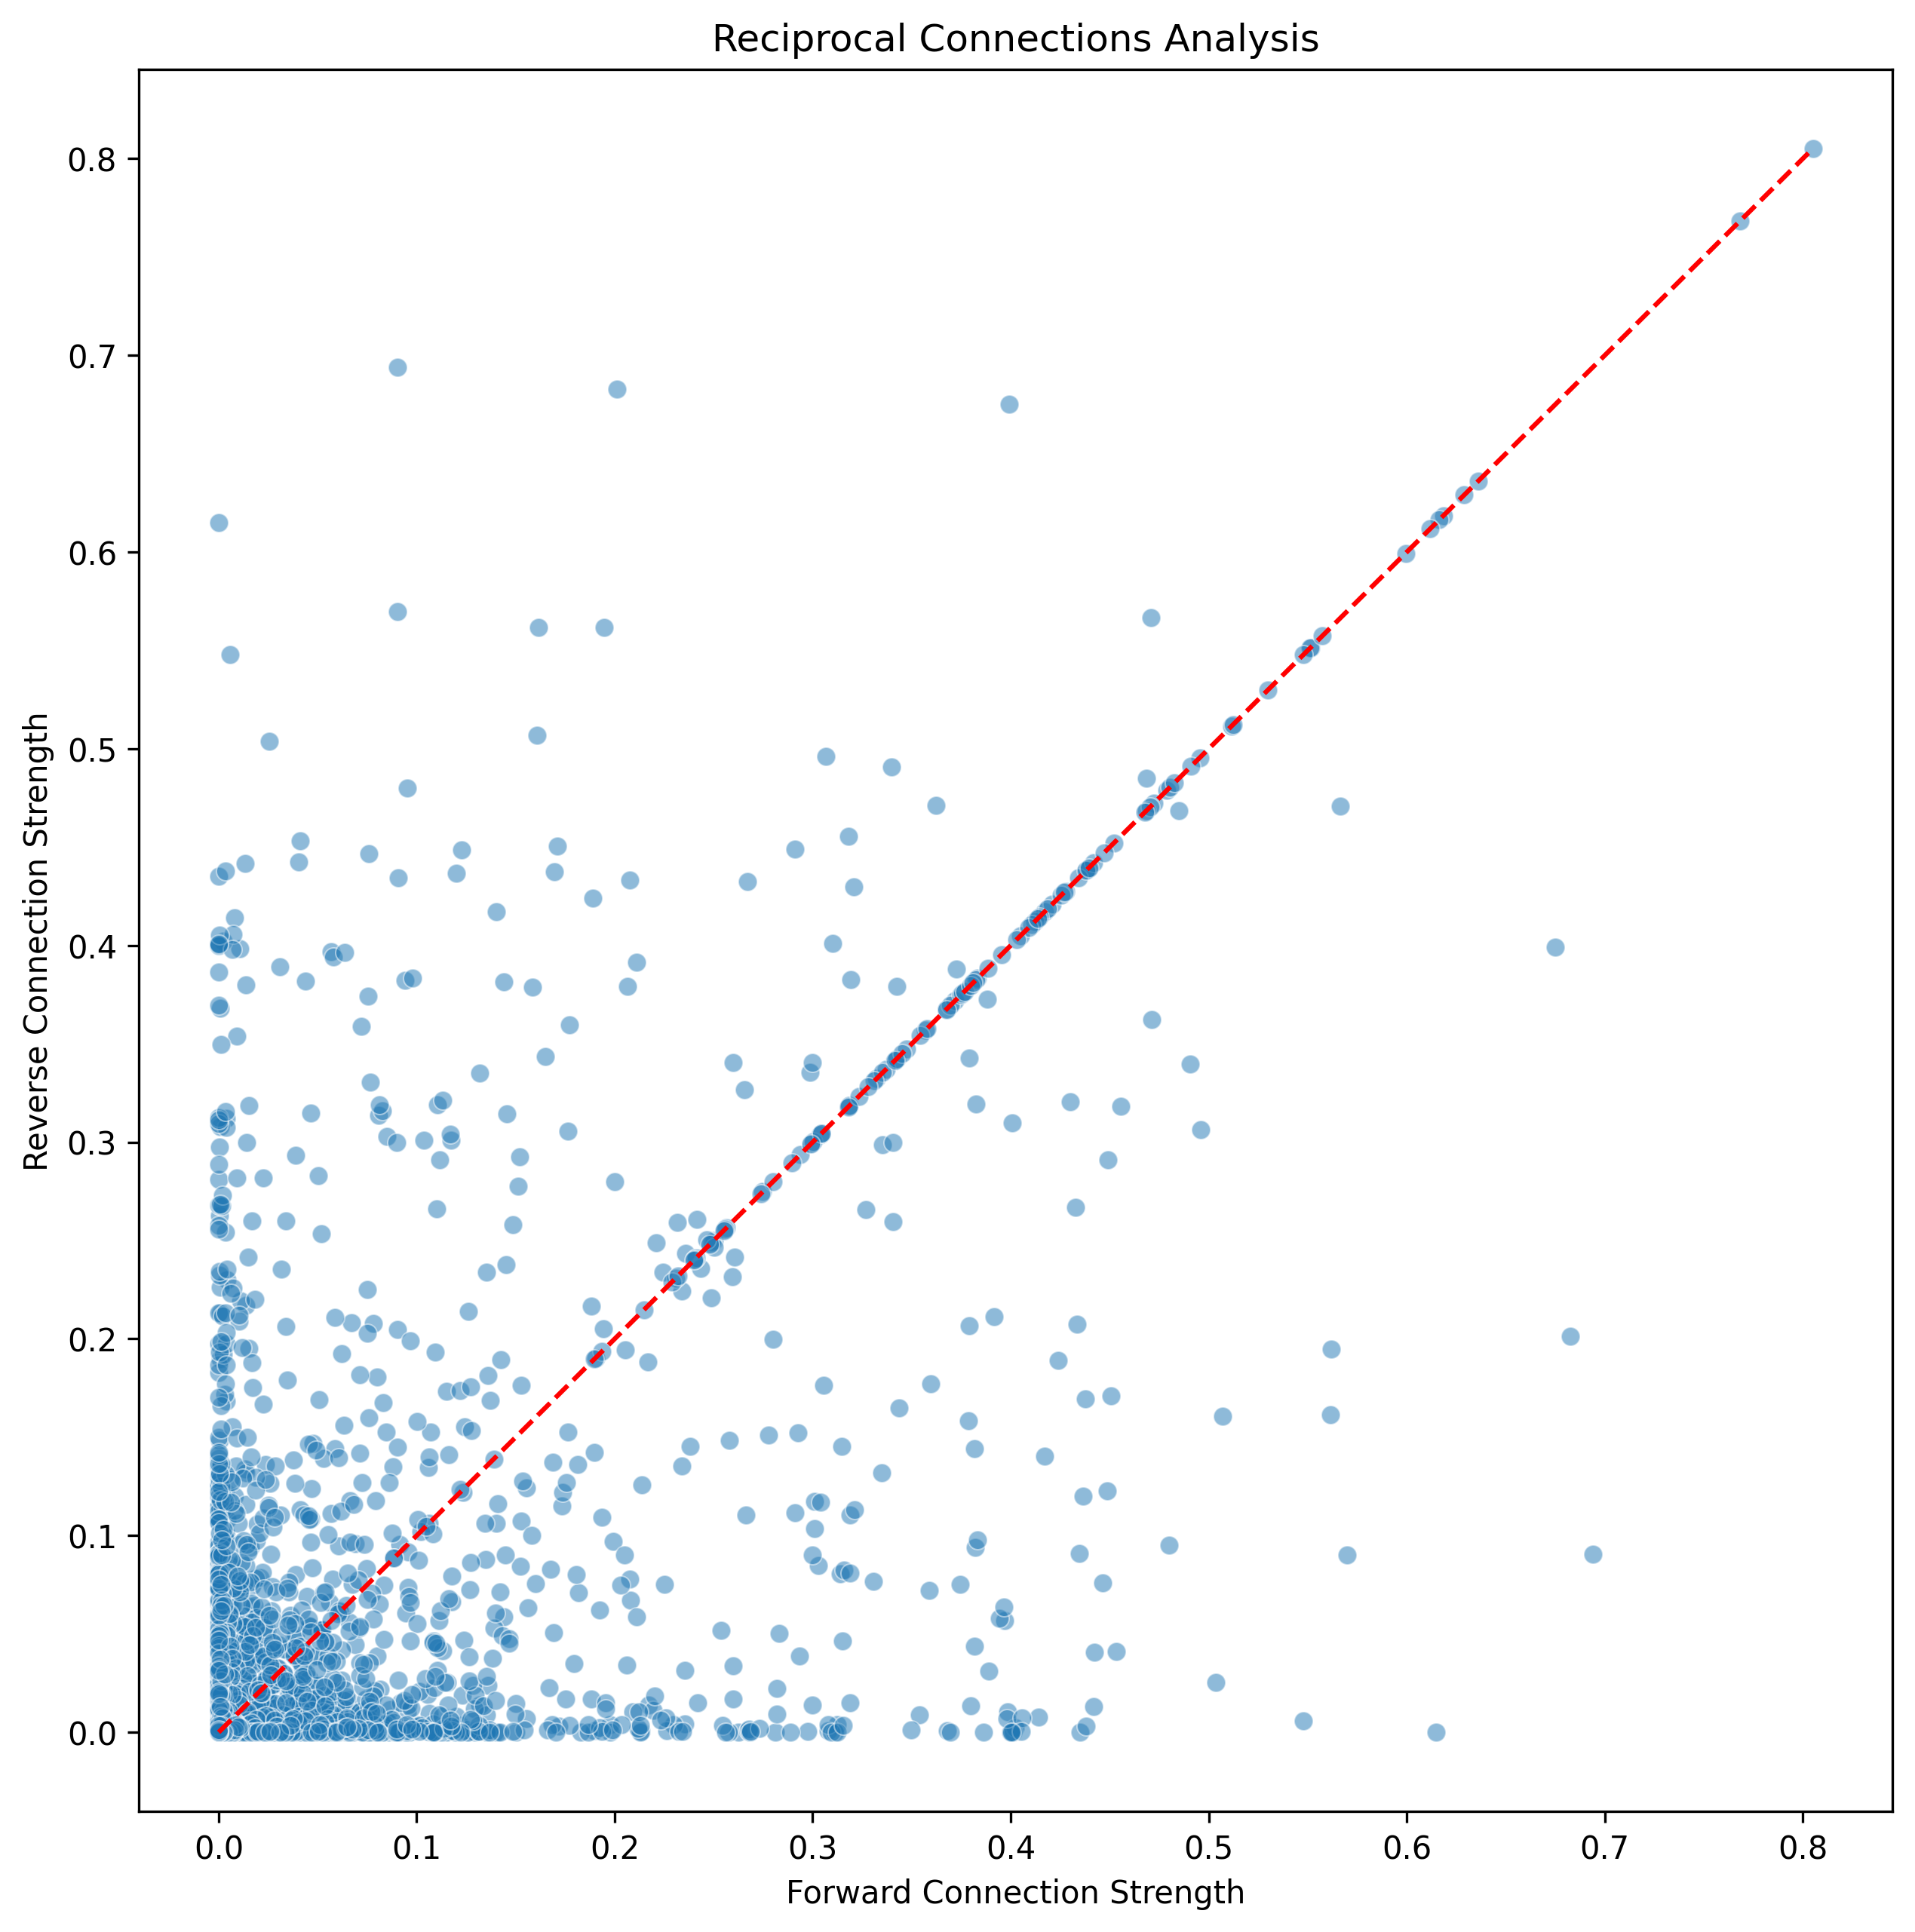 Reciprocal Connections Analysis
Reverse Connection Strength
0.8
0.7
0.6
0.5
0.4
0.3
0.2
0.1
0.0
0.0 0.1 0.2 0.3 0.4 0.5 0.6 0.7 0.8
Forward Connection Strength